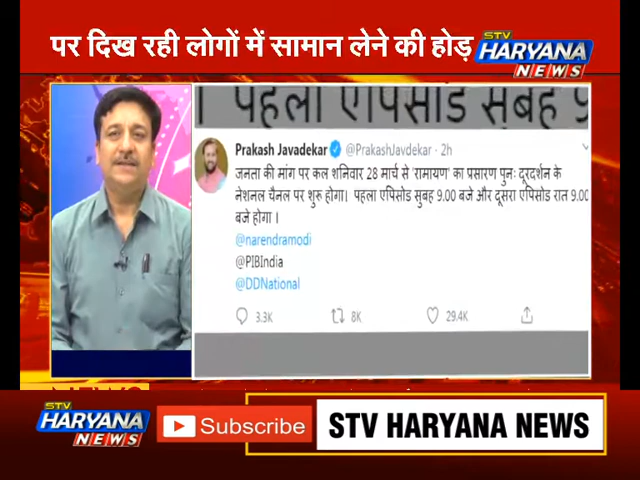 पर दिख रही लोगों में सामान लेने की होड़
STV
HARYANA
NEWS
। पहला एपिसोड सुबह 9
Prakash Javadekar @PrakashJavdekar · 2h
जनता की मांग पर कल शनिवार 28 मार्च से 'रामायण' का प्रसारण पुनः दूरदर्शन के
नेशनल चैनल पर शुरू होगा। पहला एपिसोड सुबह 9.00 बजे और दूसरा एपिसोड रात 9.00
बजे होगा ।
@narendramodi
@PIBIndia
@DDNational
3.3K 8K 29.4K
STV
HARYANA
NEWS
Subscribe
STV HARYANA NEWS